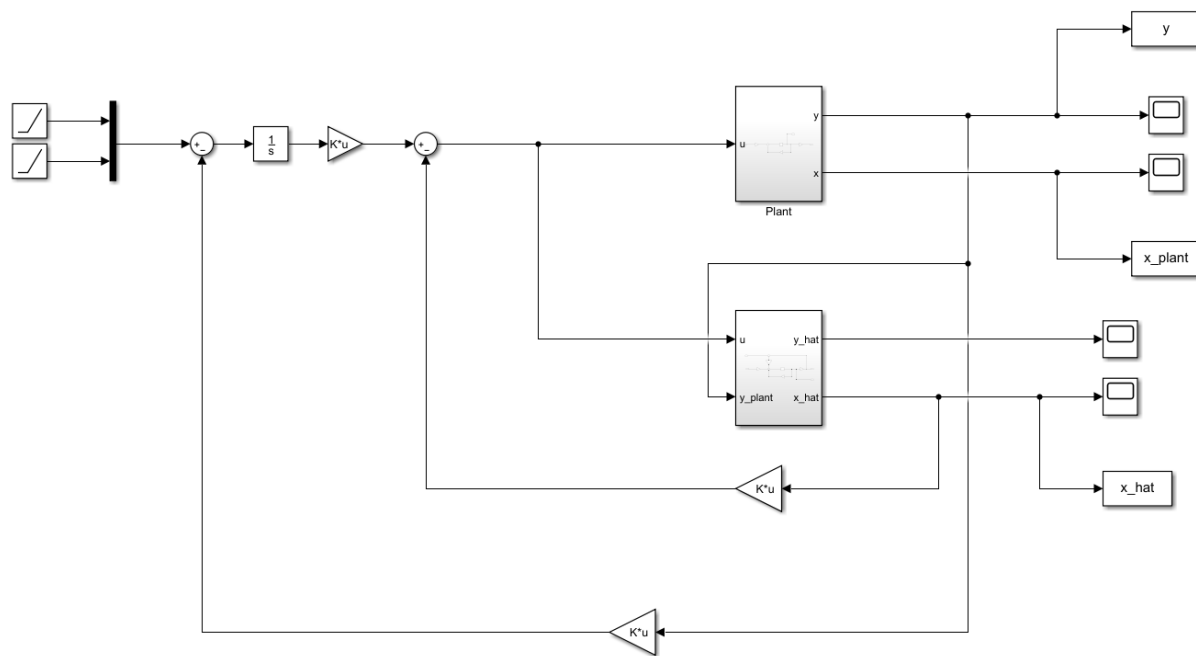 y
y
+
-
1
s
K*u
+
-
u
x
Plant
x_plant
u
y_hat
y_plant
x_hat
K*u
x_hat
K*u